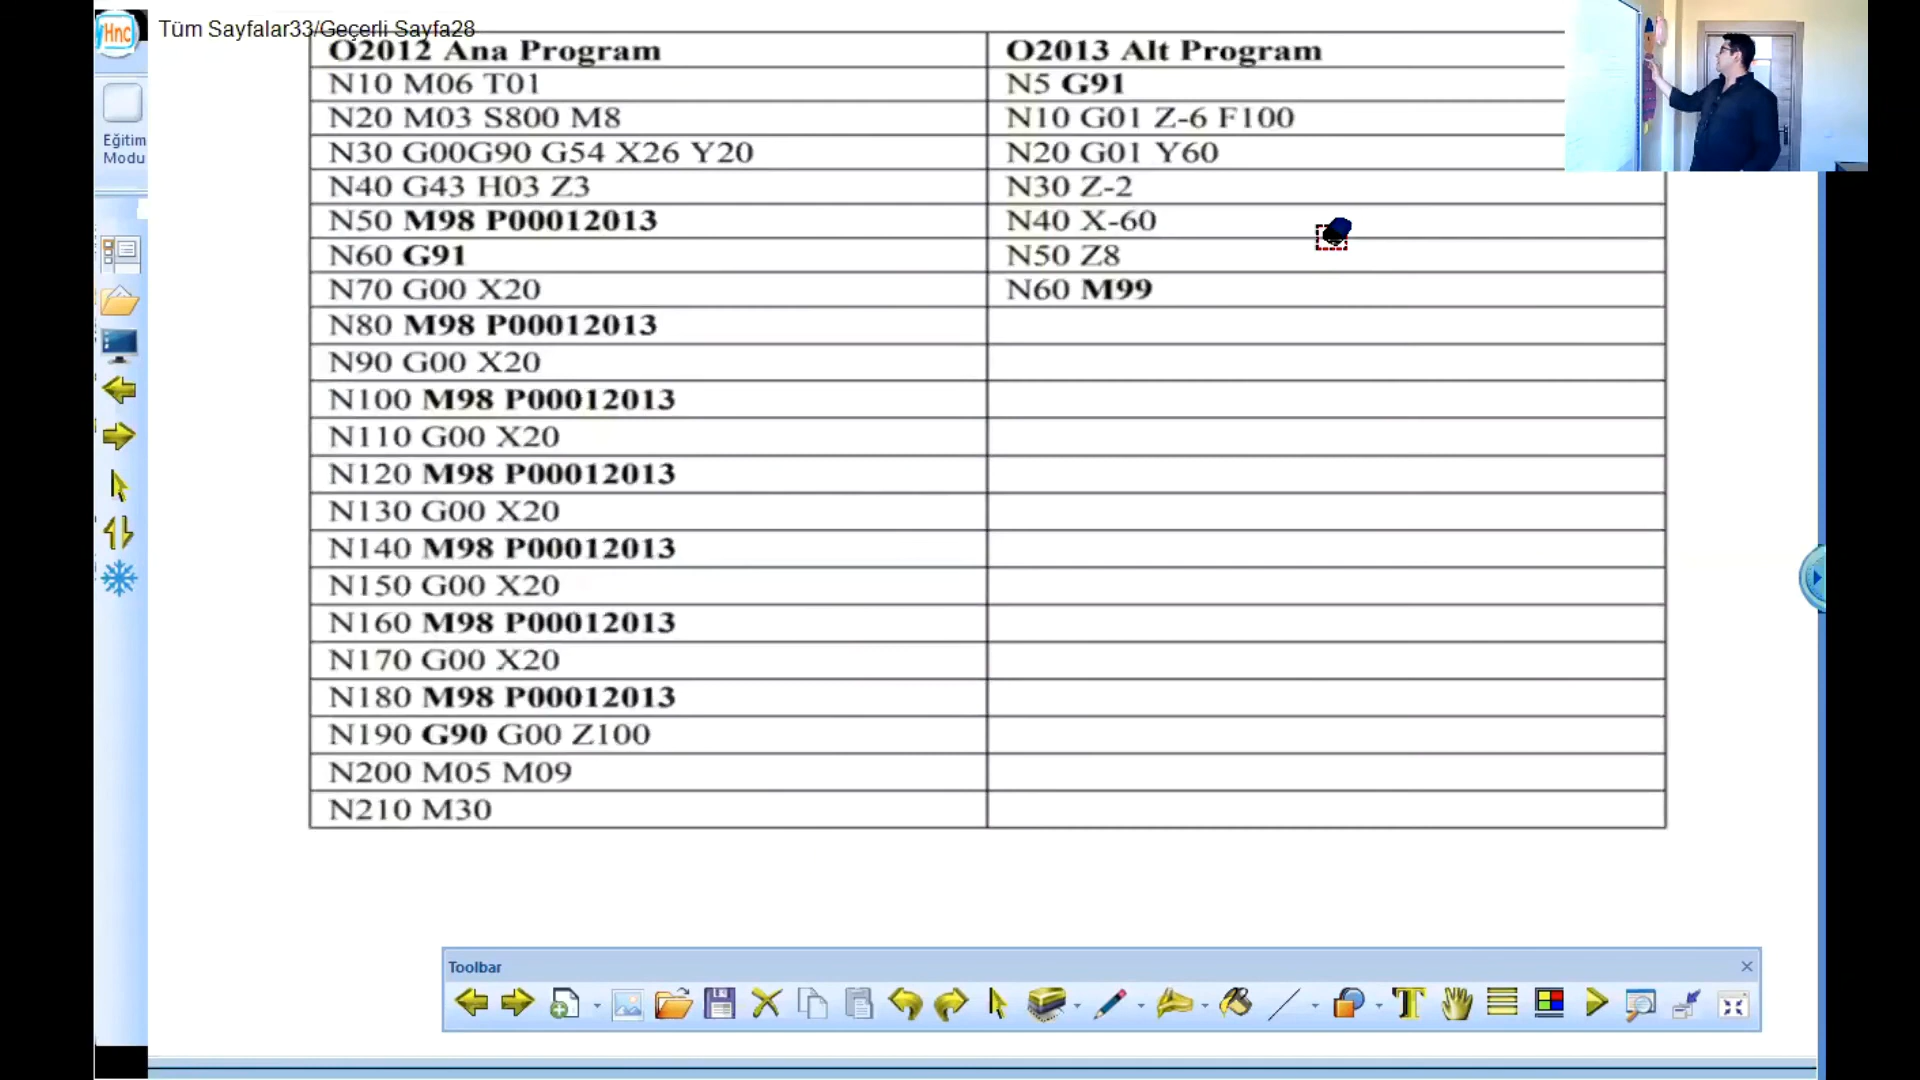 Hnc
Tüm Sayfalar33/Geçerli Sayfa28
Eğitim
Modu
O2012 Ana Program
N10 M06 T01
N20 M03 S800 M8
N30 G00G90 G54 X26 Y20
N40 G43 H03 Z3
N50 M98 P00012013
N60 G91
N70 G00 X20
N80 M98 P00012013
N90 G00 X20
N100 M98 P00012013
N110 G00 X20
N120 M98 P00012013
N130 G00 X20
N140 M98 P00012013
N150 G00 X20
N160 M98 P00012013
N170 G00 X20
N180 M98 P00012013
N190 G90 G00 Z100
N200 M05 M09
N210 M30
O2013 Alt Program
N5 G91
N10 G01 Z-6 F100
N20 G01 Y60
N30 Z-2
N40 X-60
N50 Z8
N60 M99
Toolbar